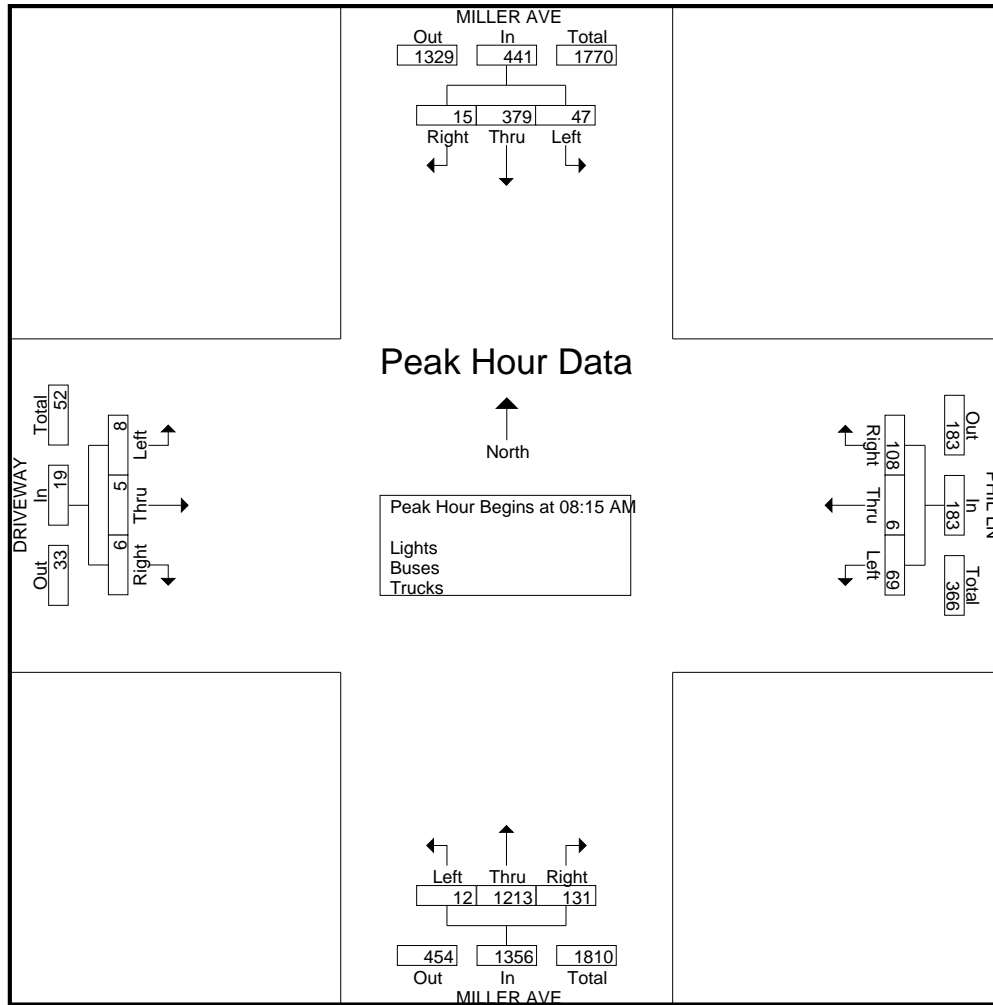 MILLER AVE
Out In Total
1329 441 1770
15 379 47
Right Thru Left
Peak Hour Data
North
Peak Hour Begins at 08:15 AM
Lights
Buses
Trucks
DRIVEWAY
Out In Total
33 19 52
6 5 8
Right Thru Left
Out In Total
183 183 366
108 6 69
Right Thru Left
Left Thru Right
12 1213 131
454 1356 1810
Out In Total
MILLER AVE